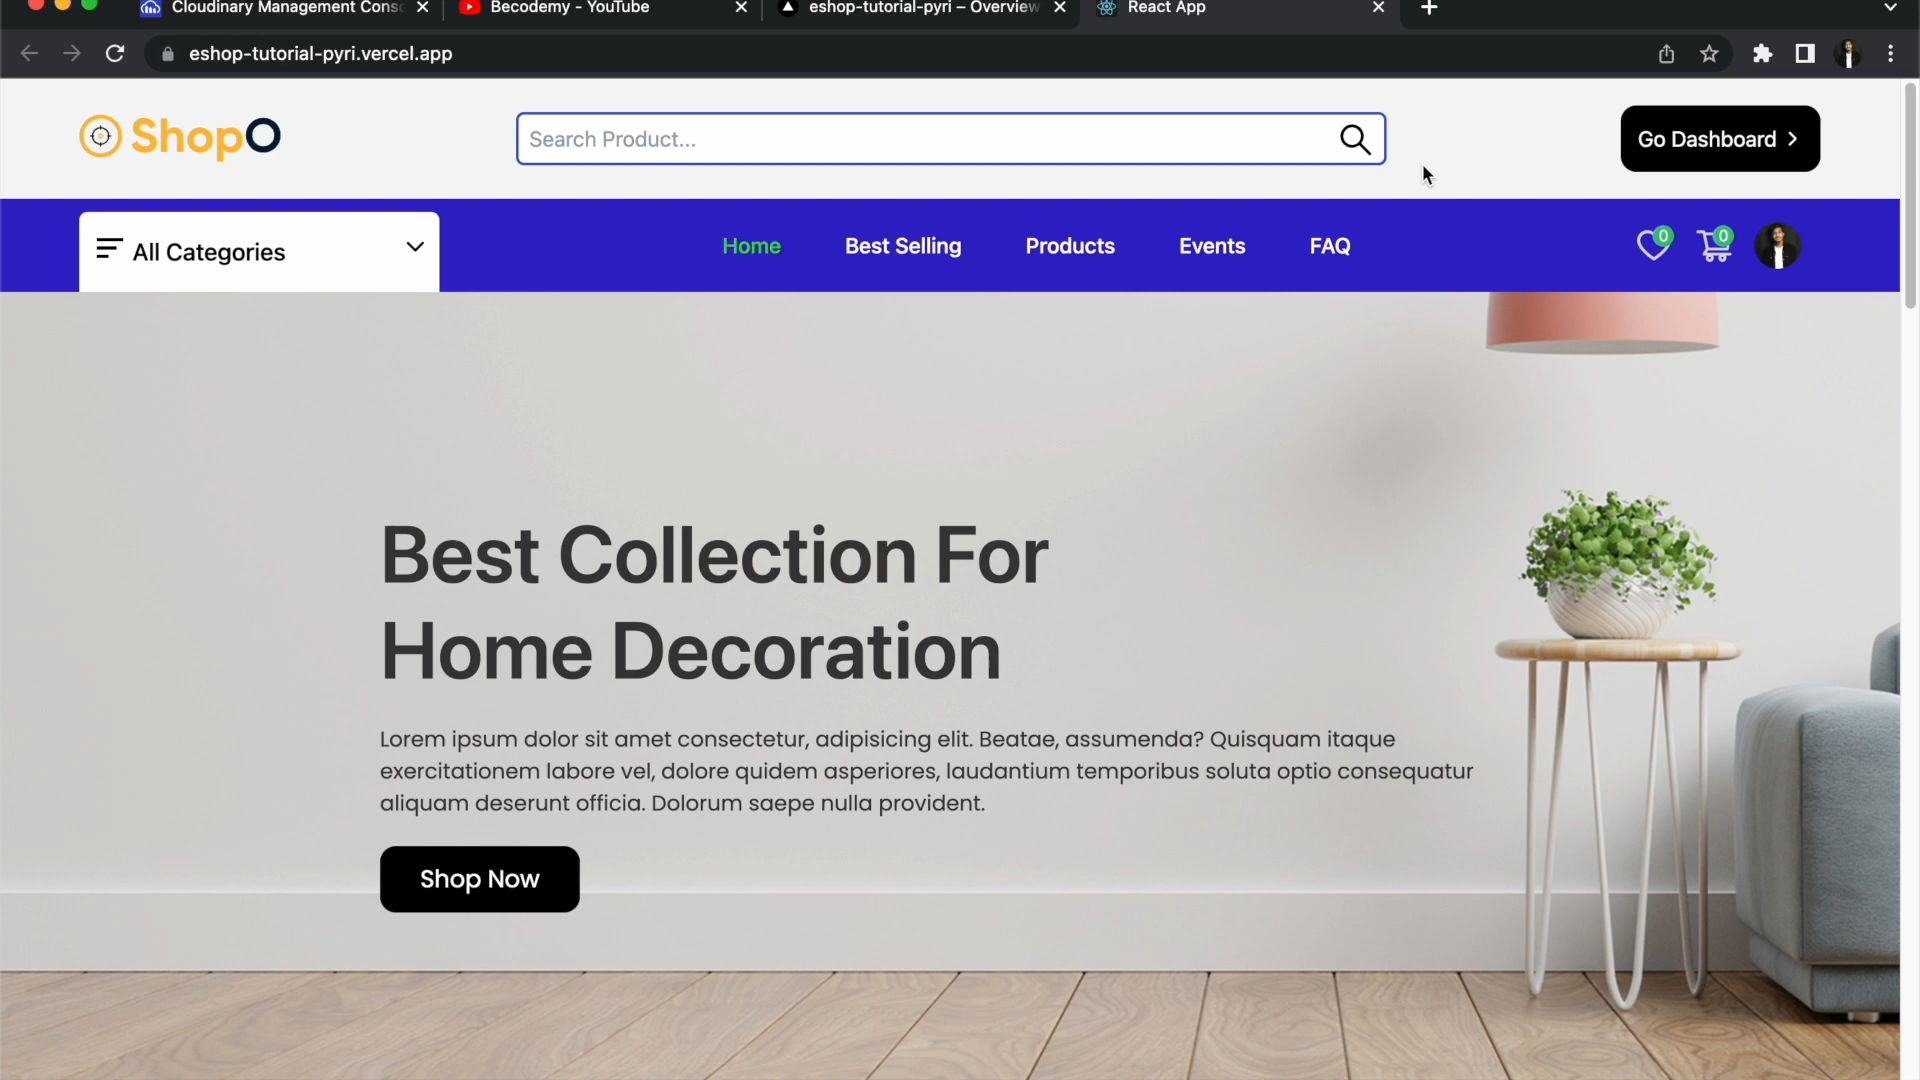 Cloudinary Management Conso
Becodemy - YouTube
eshop-tutorial-pyri – Overview
React App
eshop-tutorial-pyri.vercel.app
ShopO
Search Product...
Go Dashboard
All Categories
Home
Best Selling
Products
Events
FAQ
0
0
Best Collection For
Home Decoration
Lorem ipsum dolor sit amet consectetur, adipisicing elit. Beatae, assumenda? Quisquam itaque
exercitationem labore vel, dolore quidem asperiores, laudantium temporibus soluta optio consequatur
aliquam deserunt officia. Dolorum saepe nulla provident.
Shop Now